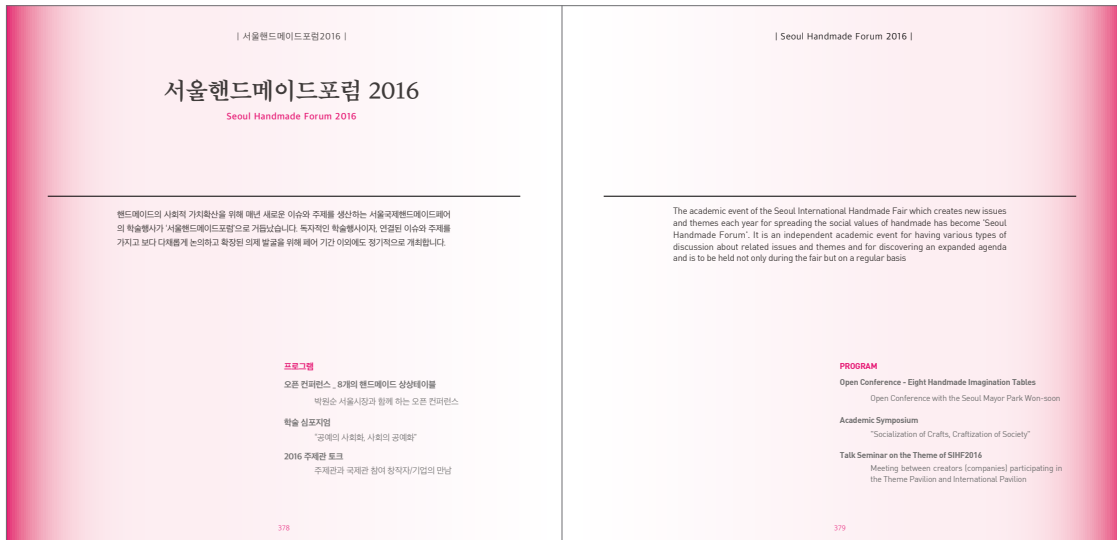 | 서울핸드메이드포럼2016 |
서울핸드메이드포럼 2016
Seoul Handmade Forum 2016
핸드메이드의 사회적 가치확산을 위해 매년 새로운 이슈와 주제를 생산하는 서울국제핸드메이드페어
의 학술행사가 '서울핸드메이드포럼'으로 거듭났습니다. 독자적인 학술행사이자, 연결된 이슈와 주제를
가지고 보다 다채롭게 논의하고 확장된 의제 발굴을 위해 페어 기간 이외에도 정기적으로 개최합니다.
프로그램
오픈 컨퍼런스 _ 8개의 핸드메이드 상상테이블
박원순 서울시장과 함께 하는 오픈 컨퍼런스
학술 심포지엄
"공예의 사회화, 사회의 공예화"
2016 주제관 토크
주제관과 국제관 참여 창작자/기업의 만남
378
| Seoul Handmade Forum 2016 |
The academic event of the Seoul International Handmade Fair which creates new issues
and themes each year for spreading the social values of handmade has become 'Seoul
Handmade Forum'. It is an independent academic event for having various types of
discussion about related issues and themes and for discovering an expanded agenda
and is to be held not only during the fair but on a regular basis
PROGRAM
Open Conference - Eight Handmade Imagination Tables
Open Conference with the Seoul Mayor Park Won-soon
Academic Symposium
"Socialization of Crafts, Craftization of Society"
Talk Seminar on the Theme of SIHF2016
Meeting between creators (companies) participating in
the Theme Pavilion and International Pavilion
379